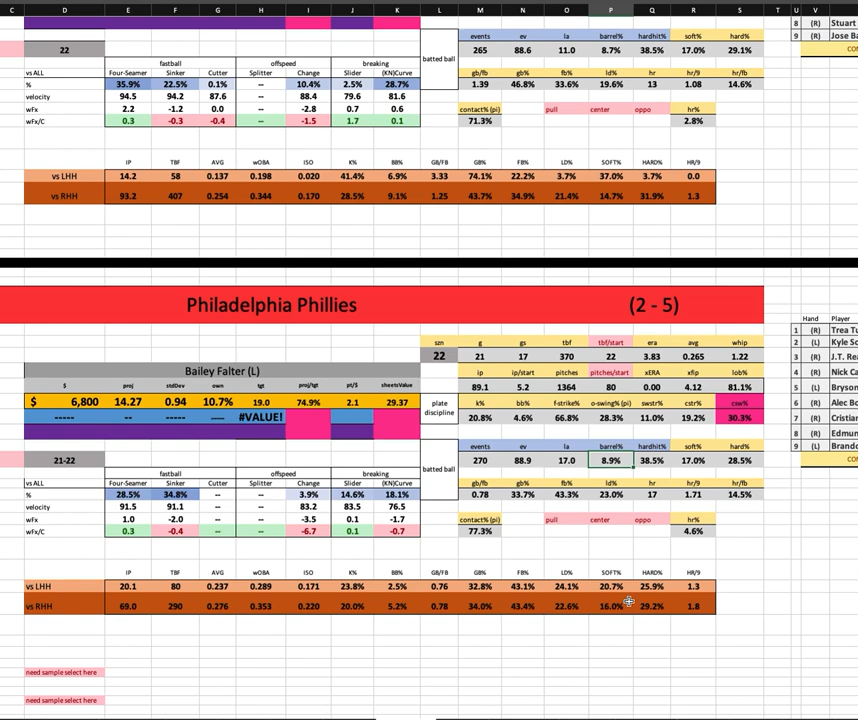 C D E F G H I J K L M N O P Q R S T U V
8 (R) Stuart
9 (R) Jose Ba
COM
events ev la barrel% hardhit% soft% hard%
22 batted ball 265 88.6 11.0 8.7% 38.5% 17.0% 29.1%
fastball offspeed breaking
vs ALL Four-Seamer Sinker Cutter Splitter Change Slider (KN)Curve gb/fb gb% fb% ld% hr hr/9 hr/fb
% 35.9% 22.5% 0.1% -- 10.4% 2.5% 28.7% 1.39 46.8% 33.6% 19.6% 13 1.08 14.6%
velocity 94.5 94.2 87.6 -- 88.4 79.6 81.6
wFx 2.2 -1.2 0.0 -- -2.8 0.7 0.6 contact% (pi) pull center oppo hr%
wFx/C 0.3 -0.3 -0.4 -- -1.5 1.7 0.1 71.3% 2.8%
IP TBF AVG wOBA ISO K% BB% GB/FB GB% FB% LD% SOFT% HARD% HR/9
vs LHH 14.2 58 0.137 0.198 0.020 41.4% 6.9% 3.33 74.1% 22.2% 3.7% 37.0% 3.7% 0.0
vs RHH 93.2 407 0.254 0.344 0.170 28.5% 9.1% 1.25 43.7% 34.9% 21.4% 14.7% 31.9% 1.3
Philadelphia Phillies (2 - 5)
Hand Player
1 (R) Trea Tu
2 (L) Kyle Sc
3 (R) J.T. Re
4 (R) Nick Ca
5 (L) Bryson
6 (R) Alec Bo
7 (R) Cristian
8 (R) Edmun
9 (L) Brando
COM
szn g gs tbf tbf/start era avg whip
22 21 17 370 22 3.83 0.265 1.22
Bailey Falter (L) ip ip/start pitches pitches/start xERA xfip lob%
$ proj stdDev own tgt proj/tgt pt/$ sheetsValue 89.1 5.2 1364 80 0.00 4.12 81.1%
$ 6,800 14.27 0.94 10.7% 19.0 74.9% 2.1 29.37 plate discipline k% bb% f-strike% o-swing% (pi) swstr% cstr% csw%
----- -- ---- #VALUE! 20.8% 4.6% 66.8% 28.3% 11.0% 19.2% 30.3%
events ev la barrel% hardhit% soft% hard%
21-22 batted ball 270 88.9 17.0 8.9% 38.5% 17.0% 28.5%
fastball offspeed breaking
vs ALL Four-Seamer Sinker Cutter Splitter Change Slider (KN)Curve gb/fb gb% fb% ld% hr hr/9 hr/fb
% 28.5% 34.8% -- -- 3.9% 14.6% 18.1% 0.78 33.7% 43.3% 23.0% 17 1.71 14.5%
velocity 91.5 91.1 -- 83.2 83.5 76.5
wFx 1.0 -2.0 -- -- -3.5 0.1 -1.7 contact% (pi) pull center oppo hr%
wFx/C 0.3 -0.4 -- -- -6.7 0.1 -0.7 77.3% 4.6%
IP TBF AVG wOBA ISO K% BB% GB/FB GB% FB% LD% SOFT% HARD% HR/9
vs LHH 20.1 80 0.237 0.289 0.171 23.8% 2.5% 0.76 32.8% 43.1% 24.1% 20.7% 25.9% 1.3
vs RHH 69.0 290 0.276 0.353 0.220 20.0% 5.2% 0.78 34.0% 43.4% 22.6% 16.0% 29.2% 1.8
need sample select here
need sample select here